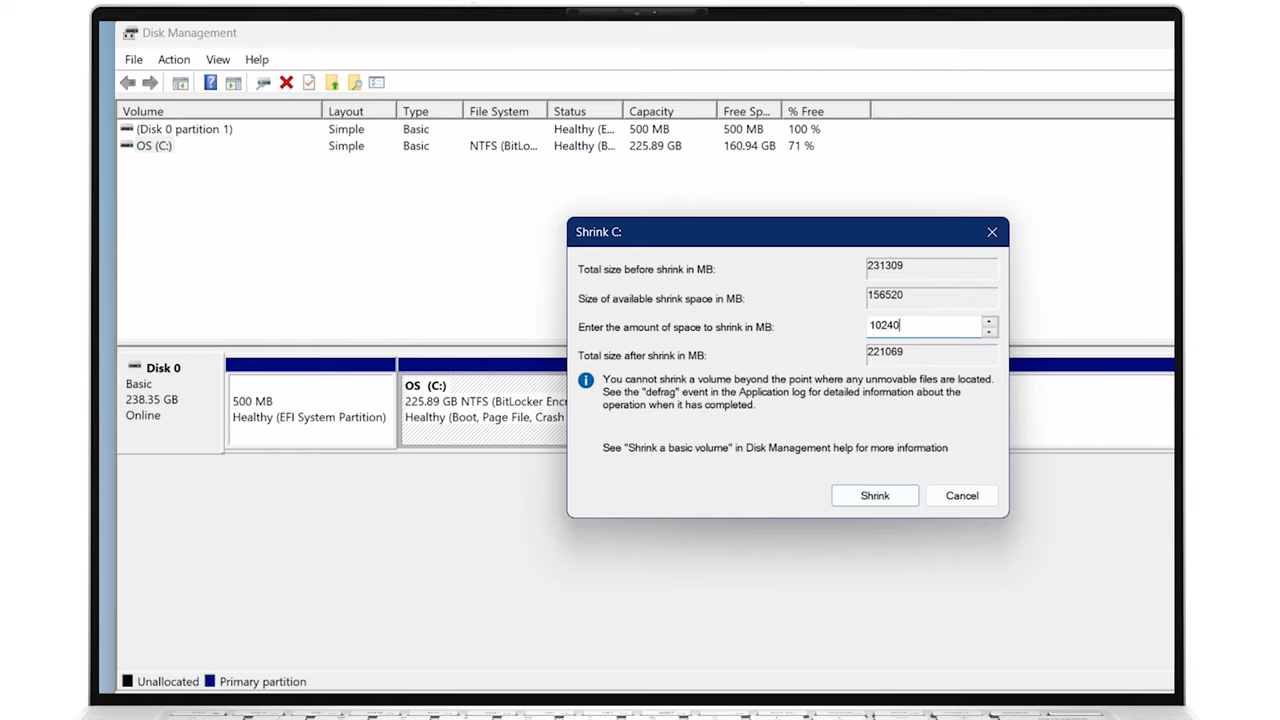 Disk Management
File Action View Help
Volume Layout Type File System Status Capacity Free Sp... % Free
(Disk 0 partition 1) Simple Basic Healthy (E... 500 MB 500 MB 100 %
OS (C:) Simple Basic NTFS (BitLo... Healthy (B... 225.89 GB 160.94 GB 71 %
Shrink C:
Total size before shrink in MB: 231309
Size of available shrink space in MB: 156520
Enter the amount of space to shrink in MB: 10240
Total size after shrink in MB: 221069
You cannot shrink a volume beyond the point where any unmovable files are located.
See the "defrag" event in the Application log for detailed information about the
operation when it has completed.
See "Shrink a basic volume" in Disk Management help for more information
Shrink Cancel
Disk 0
Basic
238.35 GB
Online
500 MB
Healthy (EFI System Partition)
OS (C:)
225.89 GB NTFS (BitLocker Enc
Healthy (Boot, Page File, Crash
Unallocated Primary partition